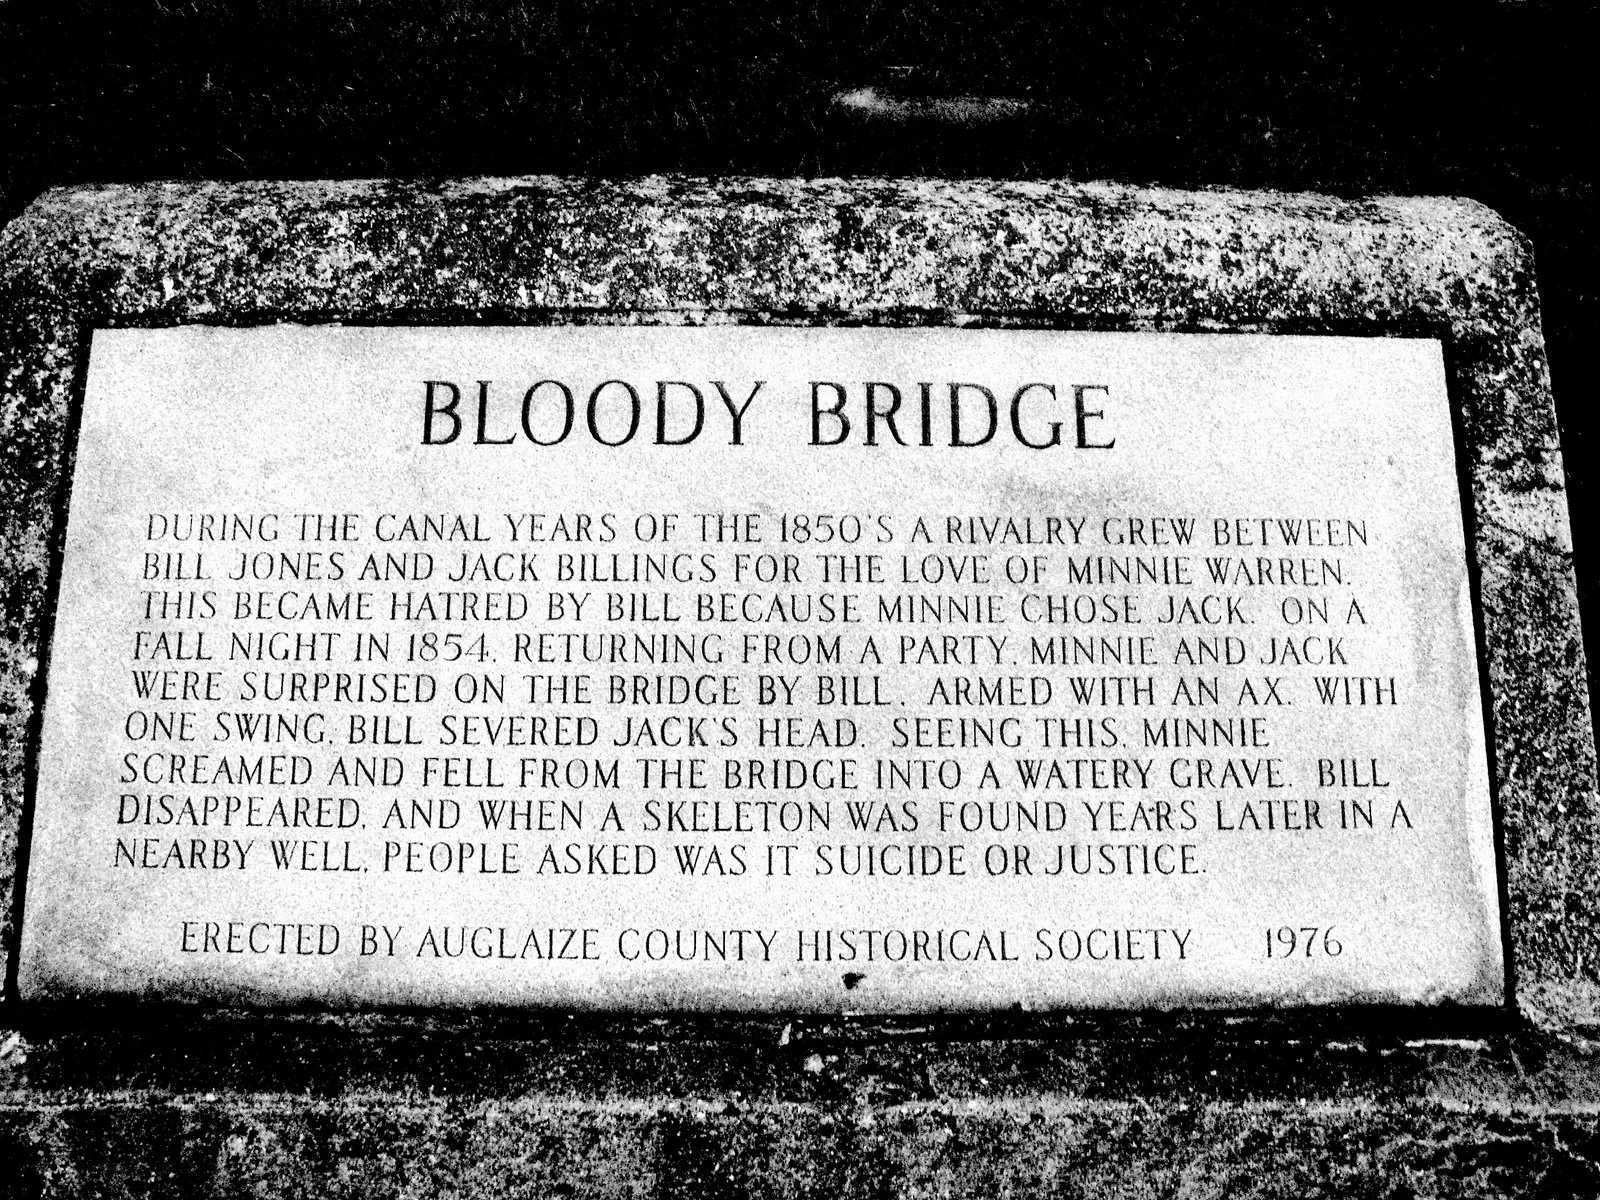 BLOODY BRIDGE
DURING THE CANAL YEARS OF THE 1850'S A RIVALRY GREW BETWEEN
BILL JONES AND JACK BILLINGS FOR THE LOVE OF MINNIE WARREN.
THIS BECAME HATRED BY BILL BECAUSE MINNIE CHOSE JACK. ON A
FALL NIGHT IN 1854, RETURNING FROM A PARTY, MINNIE AND JACK
WERE SURPRISED ON THE BRIDGE BY BILL, ARMED WITH AN AX. WITH
ONE SWING, BILL SEVERED JACK'S HEAD. SEEING THIS, MINNIE
SCREAMED AND FELL FROM THE BRIDGE INTO A WATERY GRAVE. BILL
DISAPPEARED, AND WHEN A SKELETON WAS FOUND YEARS LATER IN A
NEARBY WELL, PEOPLE ASKED WAS IT SUICIDE OR JUSTICE.
ERECTED BY AUGLAIZE COUNTY HISTORICAL SOCIETY 1976